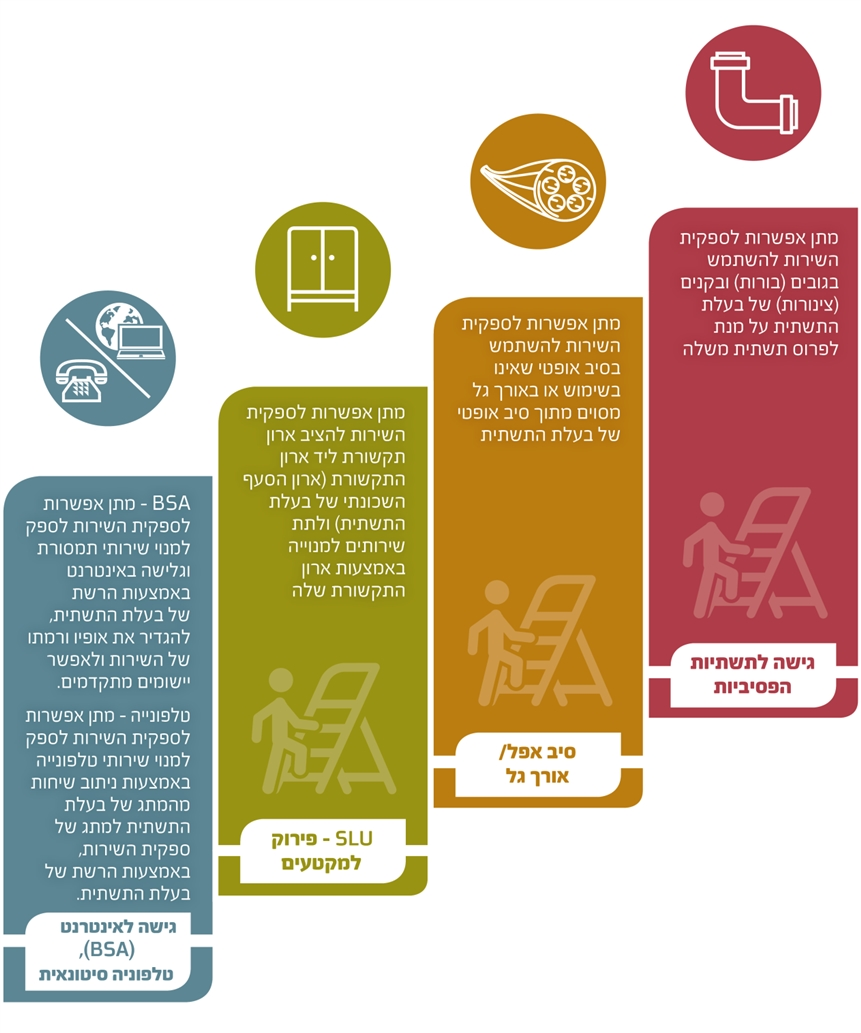 מתן אפשרות לספקית
השירות להשתמש
בגובים (בורות) ובקנים
(צינורות) של בעלת
התשתית על מנת
לפרוס תשתית משלה
גישה לתשתיות
הפסיביות
מתן אפשרות לספקית
השירות להשתמש
בסיב אופטי שאינו
בשימוש או באורך גל
מסוים מתוך סיב אופטי
של בעלת התשתית
סיב אפל/
אורך גל
מתן אפשרות לספקית
השירות להציב ארון
תקשורת ליד ארון
התקשורת (ארון הסעף
השכונתי של בעלת
התשתית) ולתת
שירותים למנוייה
באמצעות ארון
התקשורת שלה
SLU - פירוק
למקטעים
BSA - מתן אפשרות
לספקית השירות לספק
למנוי שירותי תמסורת
וגלישה באינטרנט
באמצעות הרשת
של בעלת התשתית,
להגדיר את אופיו ורמתו
של השירות ולאפשר
יישומים מתקדמים.
טלפונייה - מתן אפשרות
לספקית השירות לספק
למנוי שירותי טלפונייה
באמצעות ניתוב שיחות
מהמתג של בעלת
התשתית למתג של
ספקית השירות,
באמצעות הרשת של
בעלת התשתית.
גישה לאינטרנט
(BSA),
טלפוניה סיטונאית